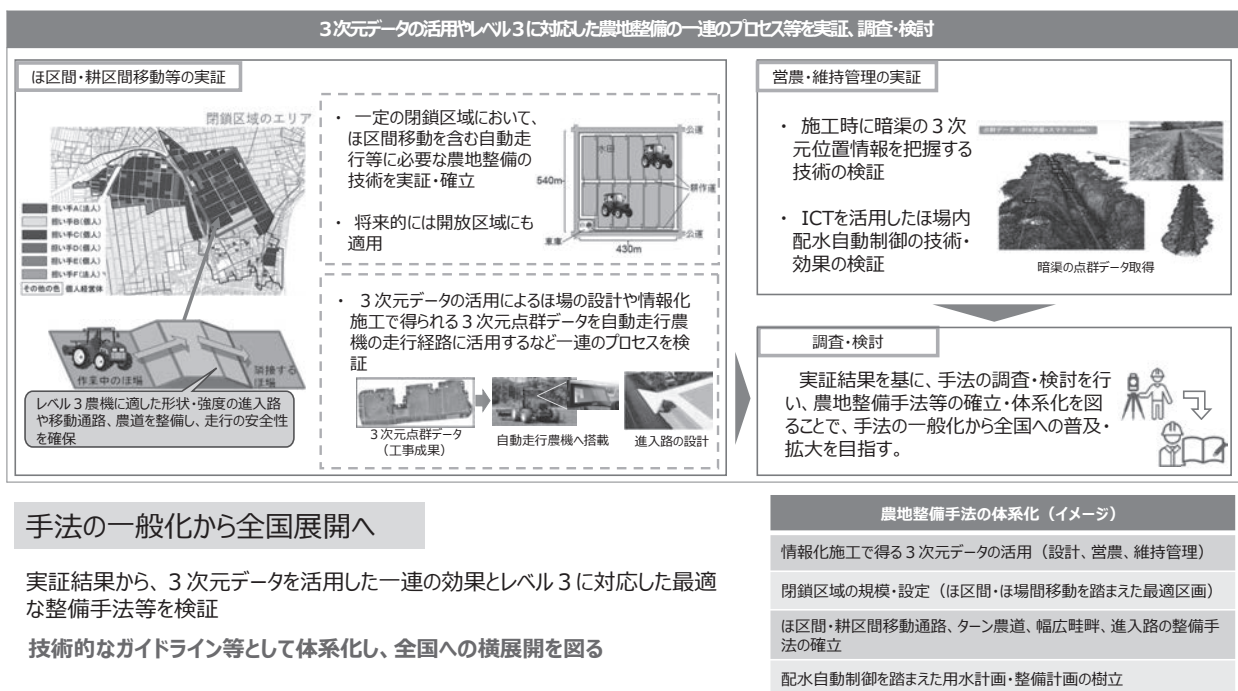 ３次元データの活用やレベル３に対応した農地整備の一連のプロセス等を実証、調査・検討
ほ区間・耕区間移動等の実証
閉鎖区域のエリア
担い手A(法人)
担い手B(個人)
担い手C(個人)
担い手D(個人)
担い手E(個人)
担い手F(法人)
その他の色 個人経営体
作業中のほ場
隣接する
ほ場
レベル３農機に適した形状・強度の進入路
や移動通路、農道を整備し、走行の安全性
を確保
・ 一定の閉鎖区域において、
ほ区間移動を含む自動走
行等に必要な農地整備の
技術を実証・確立
・ 将来的には開放区域にも
適用
公道
水田
540m
耕作道
車庫
公道
430m
・ ３次元データの活用によるほ場の設計や情報化
施工で得られる３次元点群データを自動走行農
機の走行経路に活用するなど一連のプロセスを検
証
３次元点群データ
（工事成果）
自動走行農機へ搭載
進入路の設計
営農・維持管理の実証
・ 施工時に暗渠の３次
元位置情報を把握する
技術の検証
・ ICTを活用したほ場内
配水自動制御の技術・
効果の検証
暗渠の点群データ取得
調査・検討
実証結果を基に、手法の調査・検討を行
い、農地整備手法等の確立・体系化を図
ることで、手法の一般化から全国への普及・
拡大を目指す。
手法の一般化から全国展開へ
実証結果から、３次元データを活用した一連の効果とレベル３に対応した最適
な整備手法等を検証
技術的なガイドライン等として体系化し、全国への横展開を図る
農地整備手法の体系化（イメージ）
情報化施工で得る３次元データの活用（設計、営農、維持管理）
閉鎖区域の規模・設定（ほ区間・ほ場間移動を踏まえた最適区画）
ほ区間・耕区間移動通路、ターン農道、幅広畦畔、進入路の整備手
法の確立
配水自動制御を踏まえた用水計画・整備計画の樹立